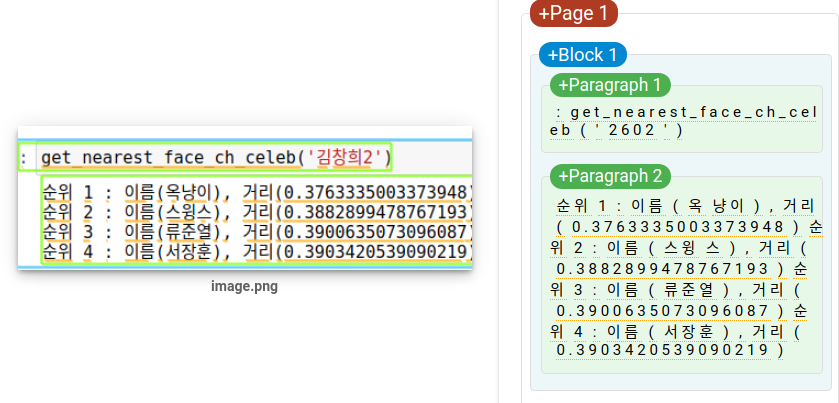 : get_nearest_face_ch_celeb('김창희2')
순위 1 : 이름(옥냥이), 거리(0.3763335003373948)
순위 2 : 이름(스윙스), 거리(0.3882899478767193)
순위 3 : 이름(류준열), 거리(0.3900635073096087)
순위 4 : 이름(서장훈), 거리(0.3903420539090219)
image.png
+Page 1
+Block 1
+Paragraph 1
: get_nearest_face_ch_cel
eb ( ' 2602 ' )
+Paragraph 2
순위 1 : 이름 ( 옥 냥이 ) , 거리
( 0.3763335003373948 ) 순
위 2 : 이름 ( 스윙 스 ) , 거리 (
0.3882899478767193 ) 순
위 3 : 이름 ( 류준열 ) , 거리 (
0.3900635073096087 ) 순
위 4 : 이름 ( 서장훈 ) , 거리 (
0.3903420539090219 )